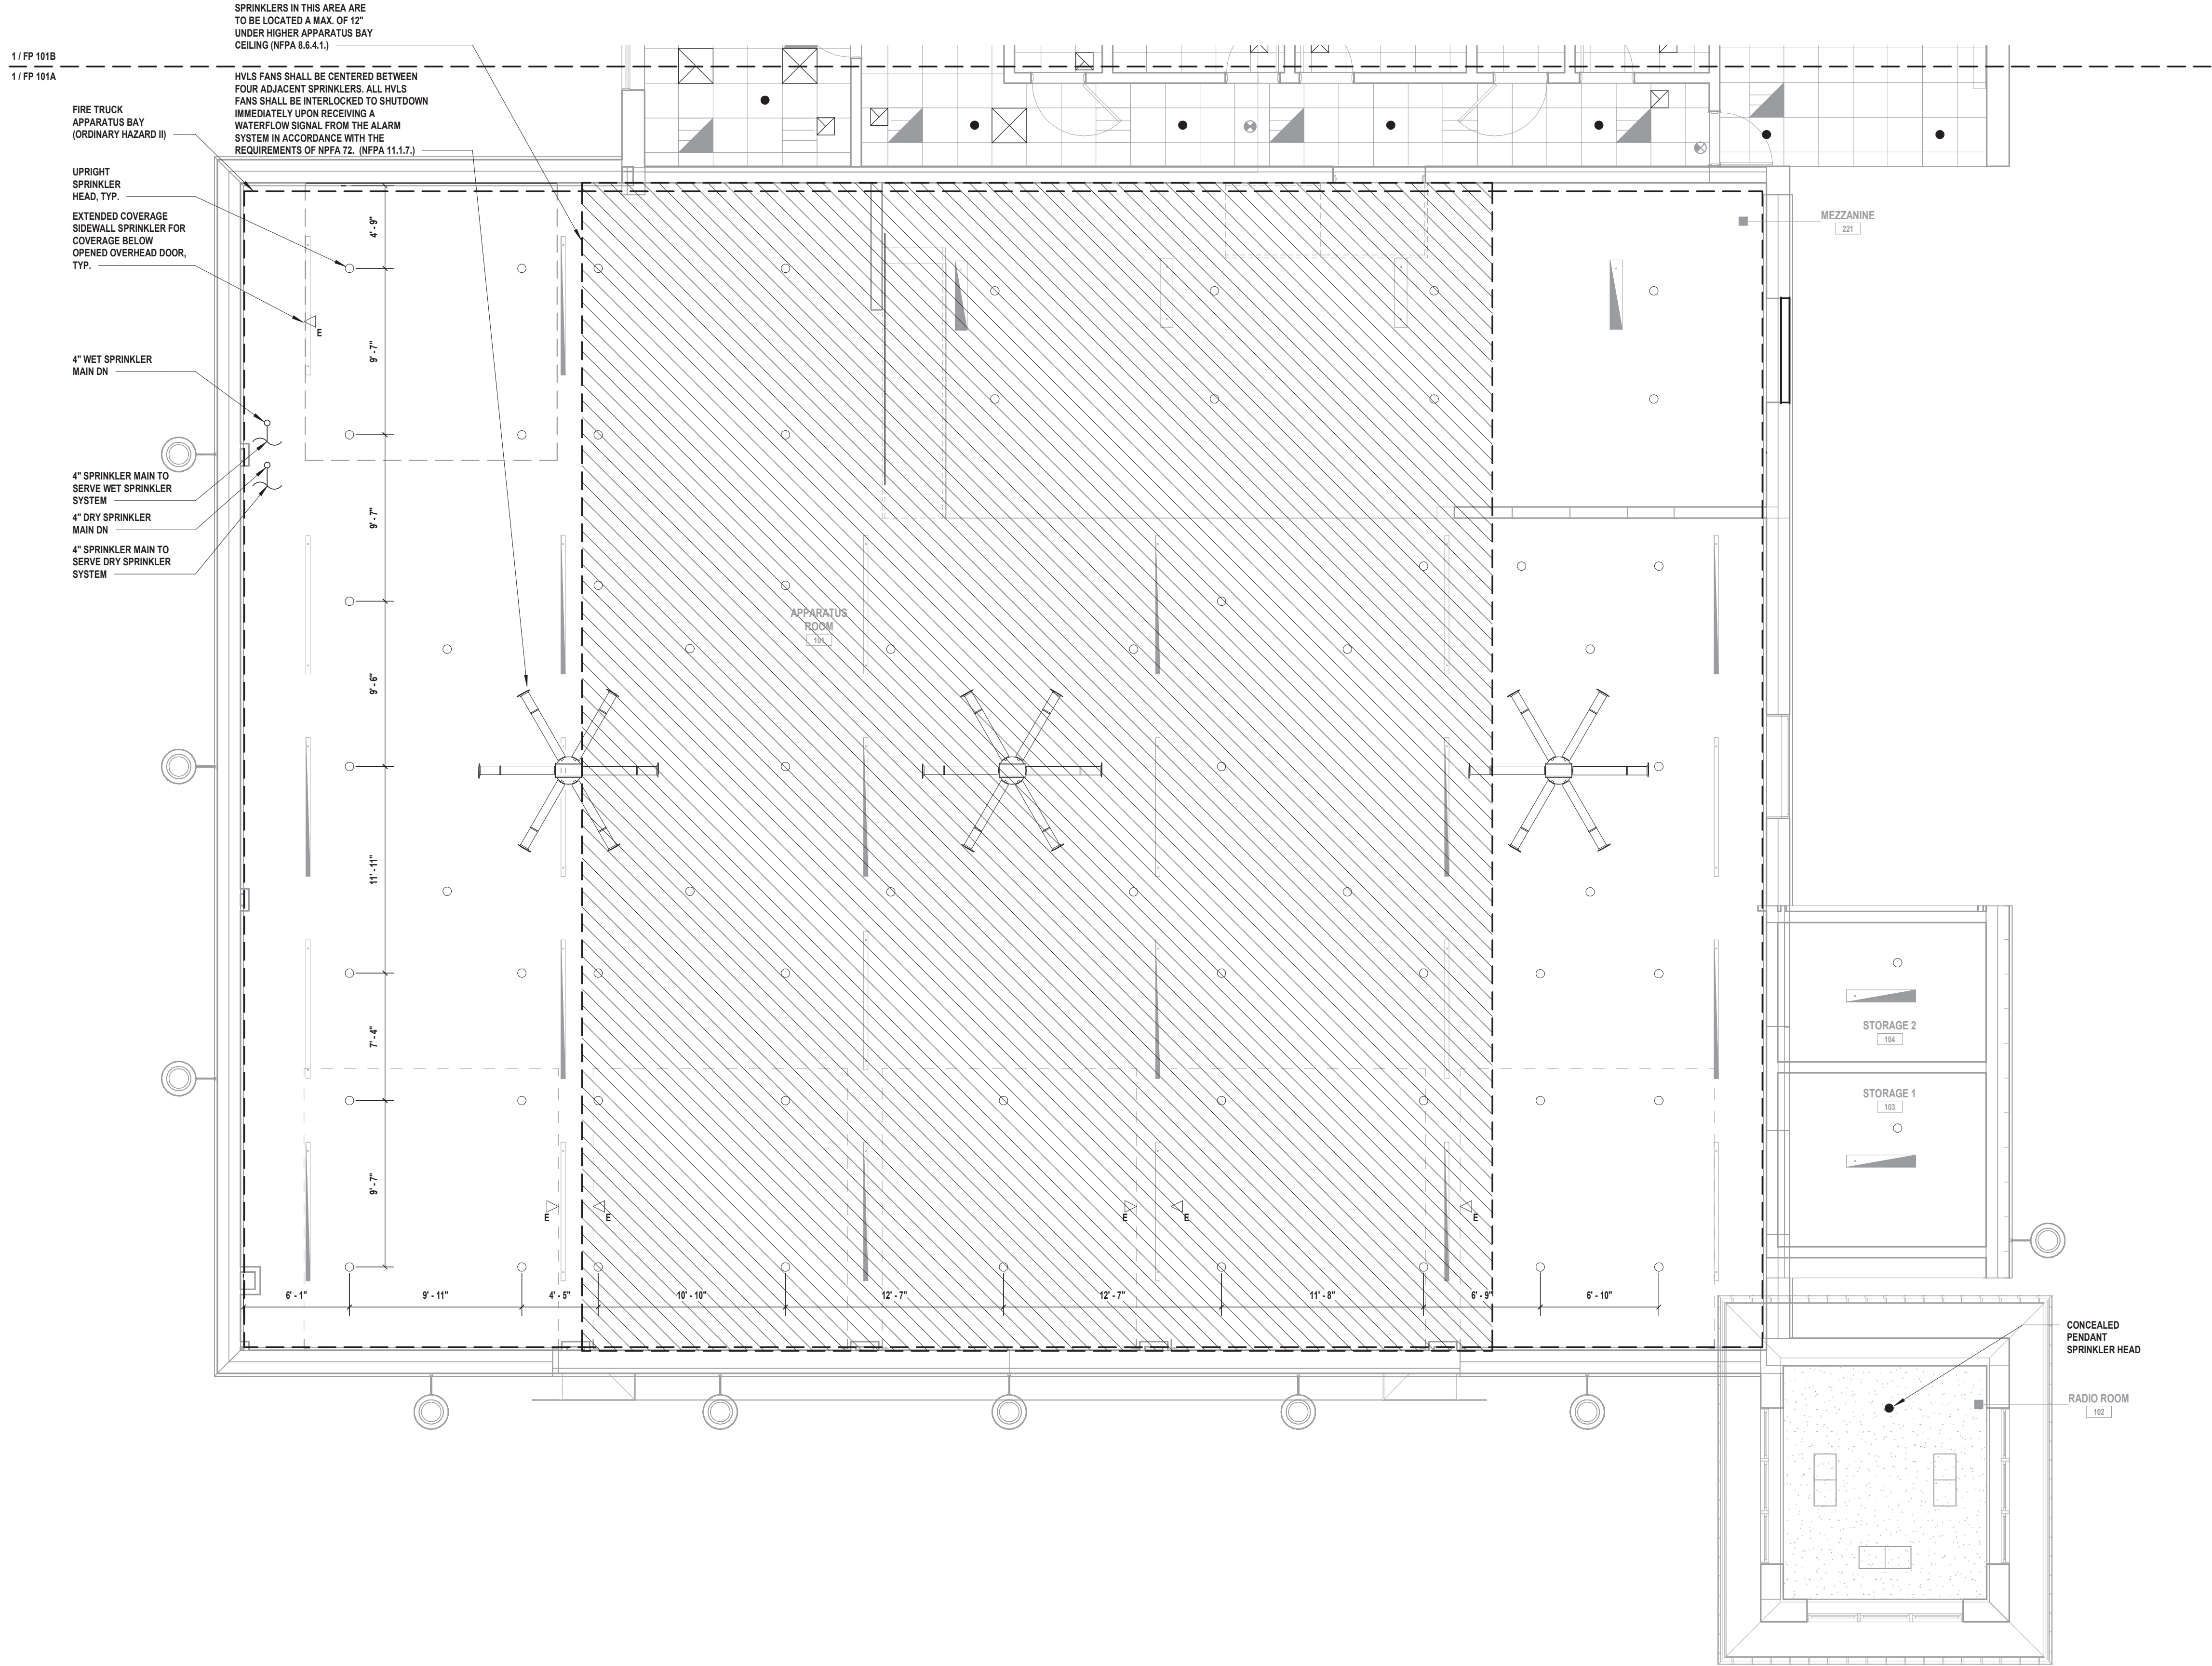 SPRINKLERS IN THIS AREA ARE
TO BE LOCATED A MAX. OF 12"
UNDER HIGHER APPARATUS BAY
CEILING (NFPA 8.6.4.1.)
1 / FP 101B
1 / FP 101A
HVLS FANS SHALL BE CENTERED BETWEEN
FOUR ADJACENT SPRINKLERS. ALL HVLS
FANS SHALL BE INTERLOCKED TO SHUTDOWN
IMMEDIATELY UPON RECEIVING A
WATERFLOW SIGNAL FROM THE ALARM
SYSTEM IN ACCORDANCE WITH THE
REQUIREMENTS OF NPFA 72. (NFPA 11.1.7.)
FIRE TRUCK
APPARATUS BAY
(ORDINARY HAZARD II)
UPRIGHT
SPRINKLER
HEAD, TYP.
EXTENDED COVERAGE
SIDEWALL SPRINKLER FOR
COVERAGE BELOW
OPENED OVERHEAD DOOR,
TYP.
4" WET SPRINKLER
MAIN DN
4" SPRINKLER MAIN TO
SERVE WET SPRINKLER
SYSTEM
4" DRY SPRINKLER
MAIN DN
4" SPRINKLER MAIN TO
SERVE DRY SPRINKLER
SYSTEM
4' - 9"
E
9' - 7"
9' - 7"
9' - 6"
11' - 11"
7' - 4"
9' - 7"
MEZZANINE
221
APPARATUS
ROOM
101
STORAGE 2
104
STORAGE 1
103
E
E
E
E
E
6' - 1"
9' - 11"
4' - 5"
10' - 10"
12' - 7"
12' - 7"
11' - 8"
6' - 9"
6' - 10"
CONCEALED
PENDANT
SPRINKLER HEAD
RADIO ROOM
102